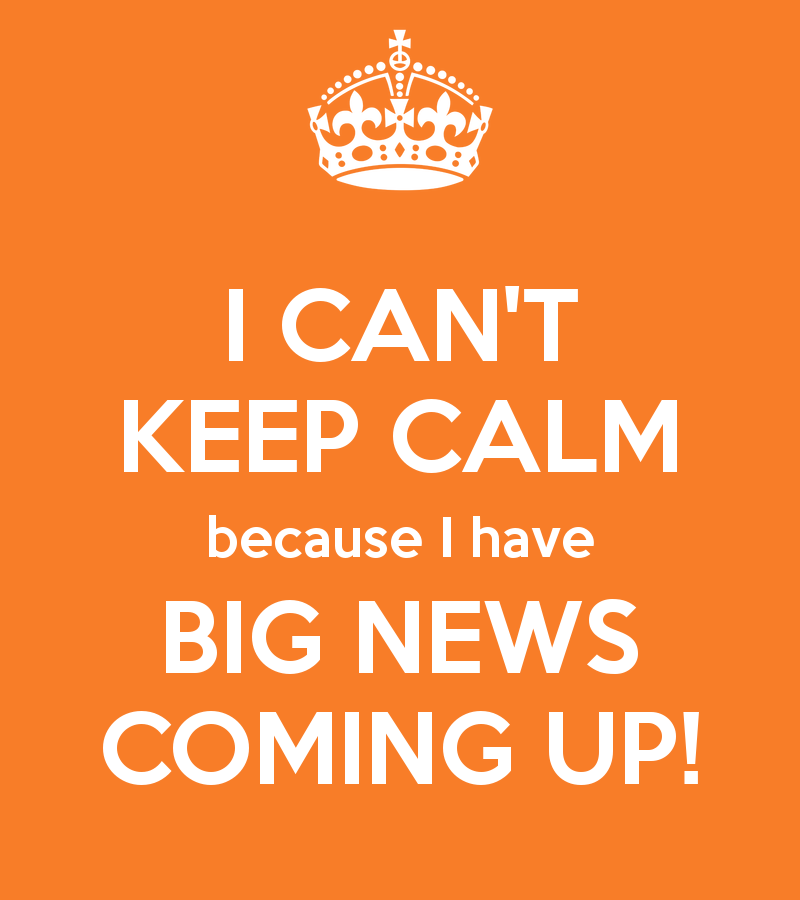 I CAN'T
KEEP CALM
because I have
BIG NEWS
COMING UP!